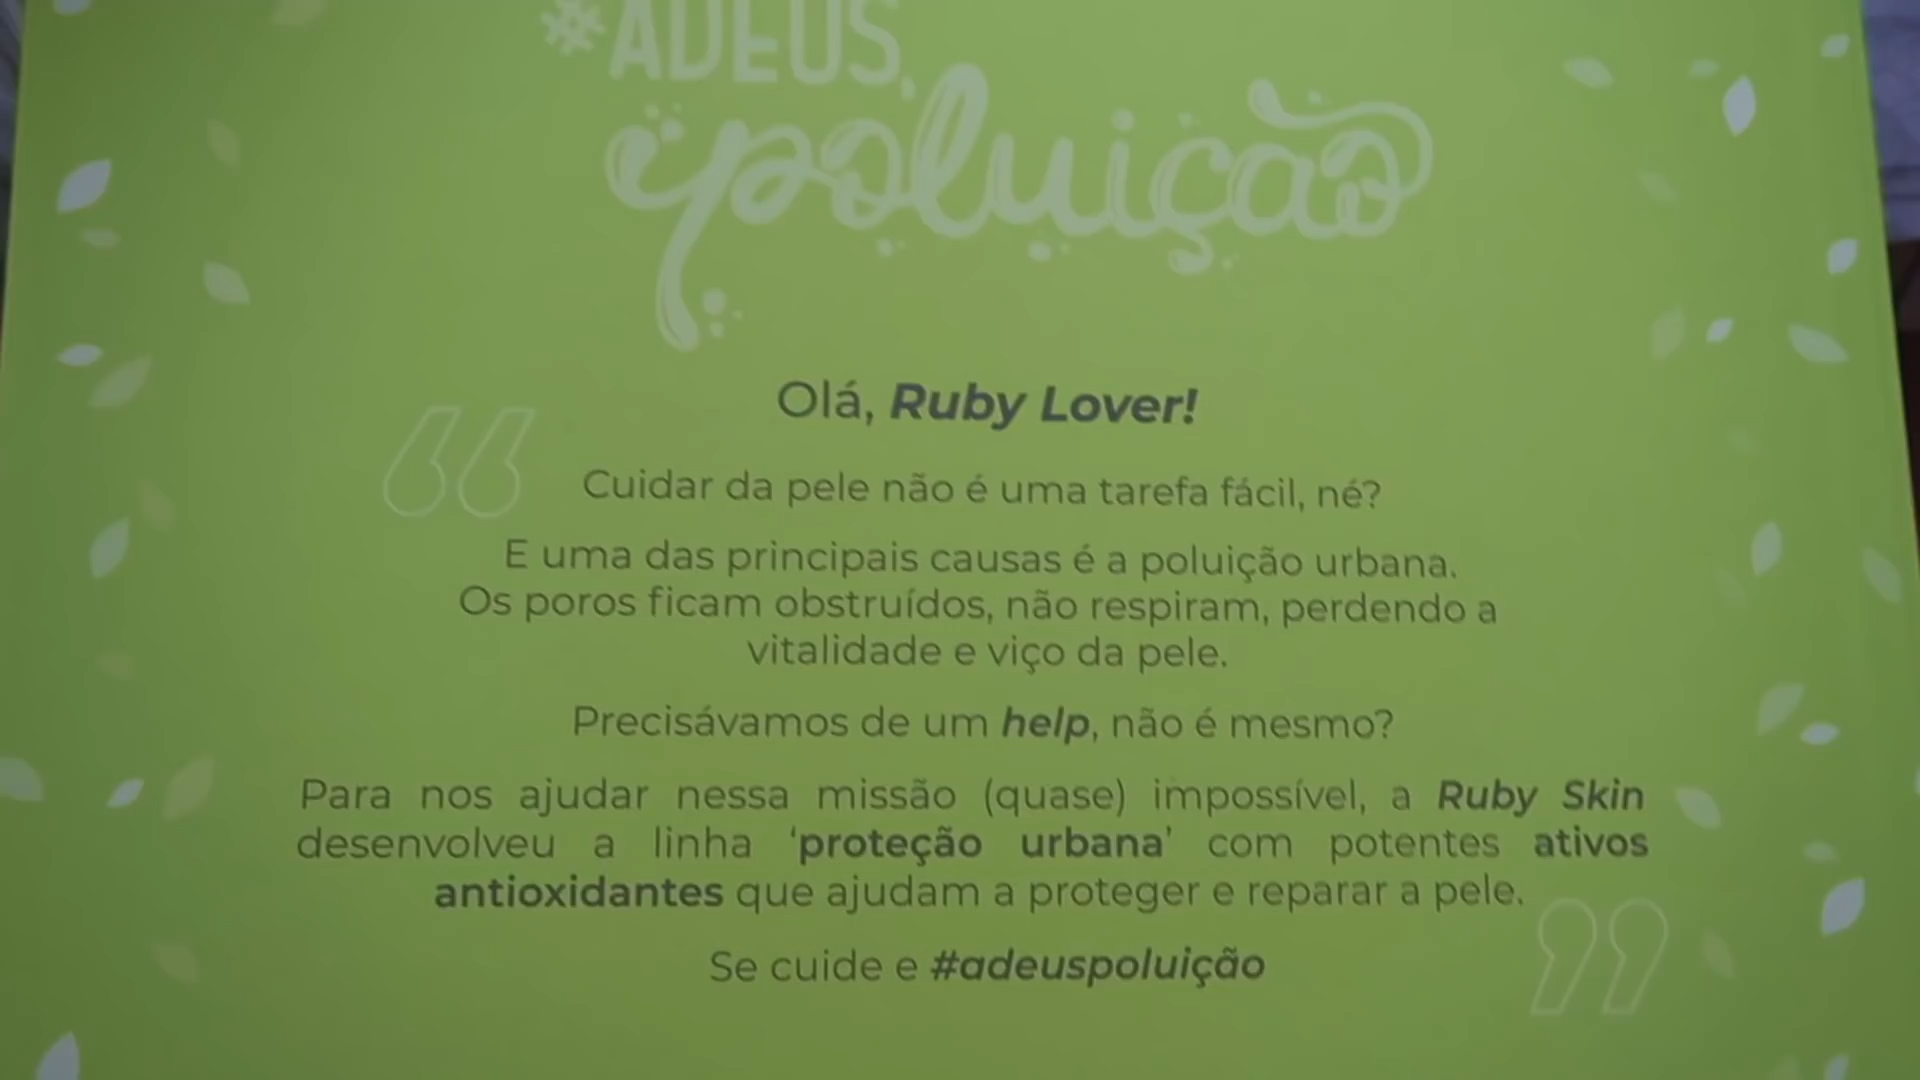 #ADEUS,
poluição
Olá, Ruby Lover!
Cuidar da pele não é uma tarefa fácil, né?
E uma das principais causas é a poluição urbana.
Os poros ficam obstruídos, não respiram, perdendo a
vitalidade e viço da pele.
Precisávamos de um help, não é mesmo?
Para nos ajudar nessa missão (quase) impossível, a Ruby Skin
desenvolveu a linha ‘proteção urbana’ com potentes ativos
antioxidantes que ajudam a proteger e reparar a pele.
Se cuide e #adeuspoluição